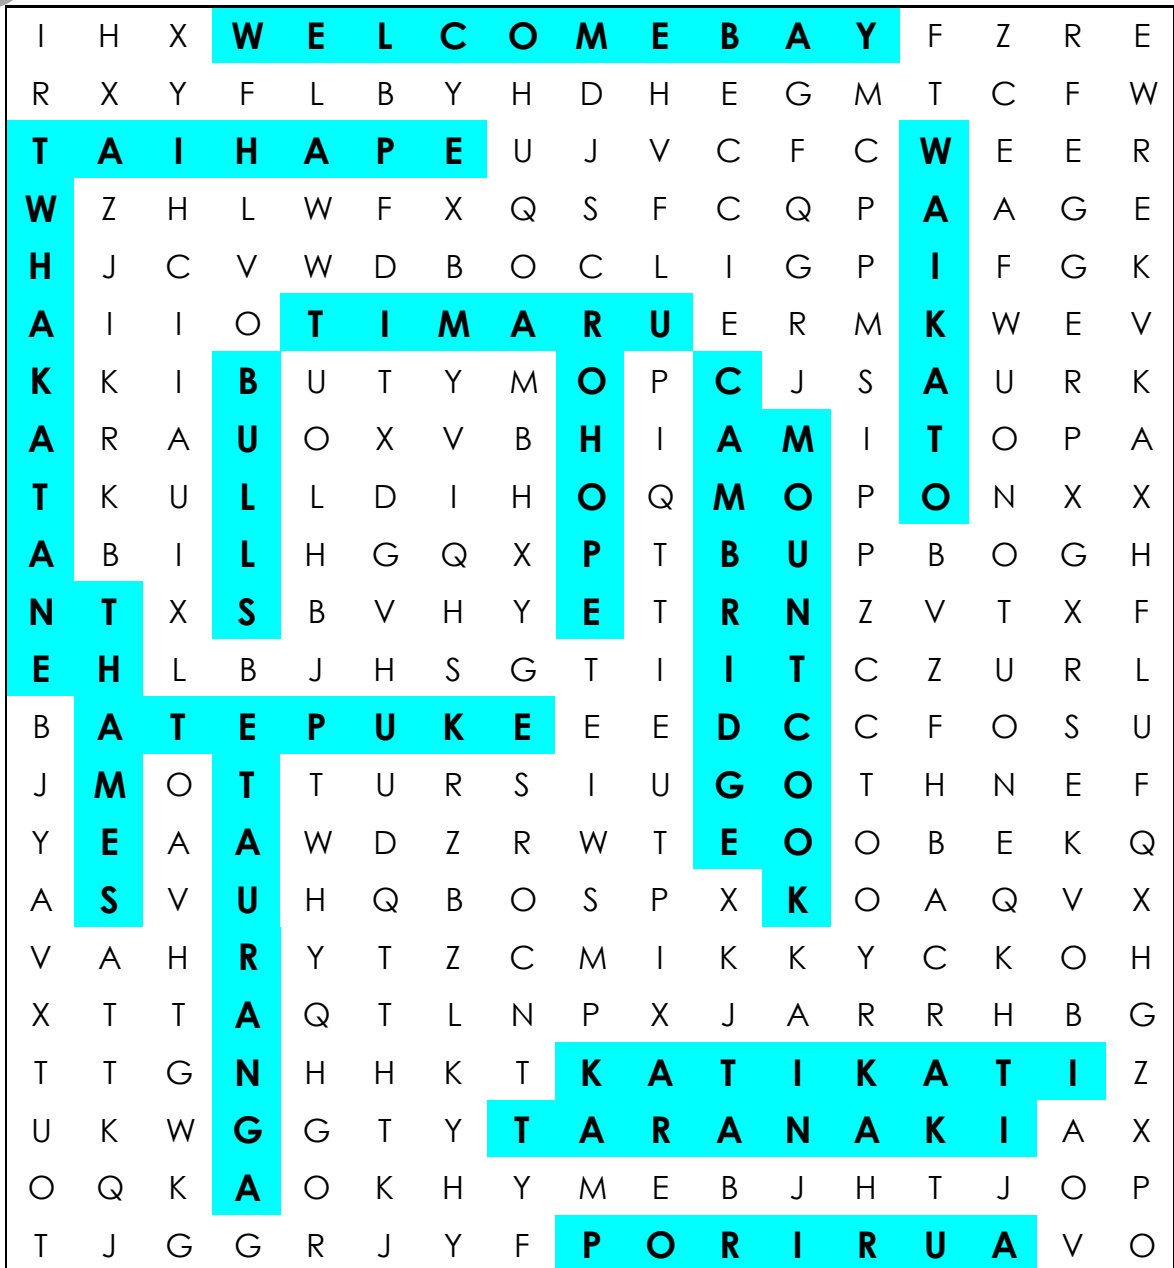 I H X W E L C O M E B A Y F Z R E
R X Y F L B Y H D H E G M T C F W
T A I H A P E U J V C F C W E E R
W Z H L W F X Q S F C Q P A A G E
H J C V W D B O C L I G P I F G K
A I I O T I M A R U E R M K W E V
K K I B U T Y M O P C J S A U R K
A R A U O X V B H I A M I T O P A
T K U L L D I H O Q M O P O N X X
A B I L H G Q X P T B U P B O G H
N T X S B V H Y E T R N Z V T X F
E H L B J H S G T I I T C Z U R L
B A T E P U K E E E D C C F O S U
J M O T T U R S I U G O T H N E F
Y E A A W D Z R W T E O O B E K Q
A S V U H Q B O S P X K O A Q V X
V A H R Y T Z C M I K K Y C K O H
X T T A Q T L N P X J A R R H B G
T T G N H H K T K A T I K A T I Z
U K W G G T Y T A R A N A K I A X
O Q K A O K H Y M E B J H T J O P
T J G G R J Y F P O R I R U A V O